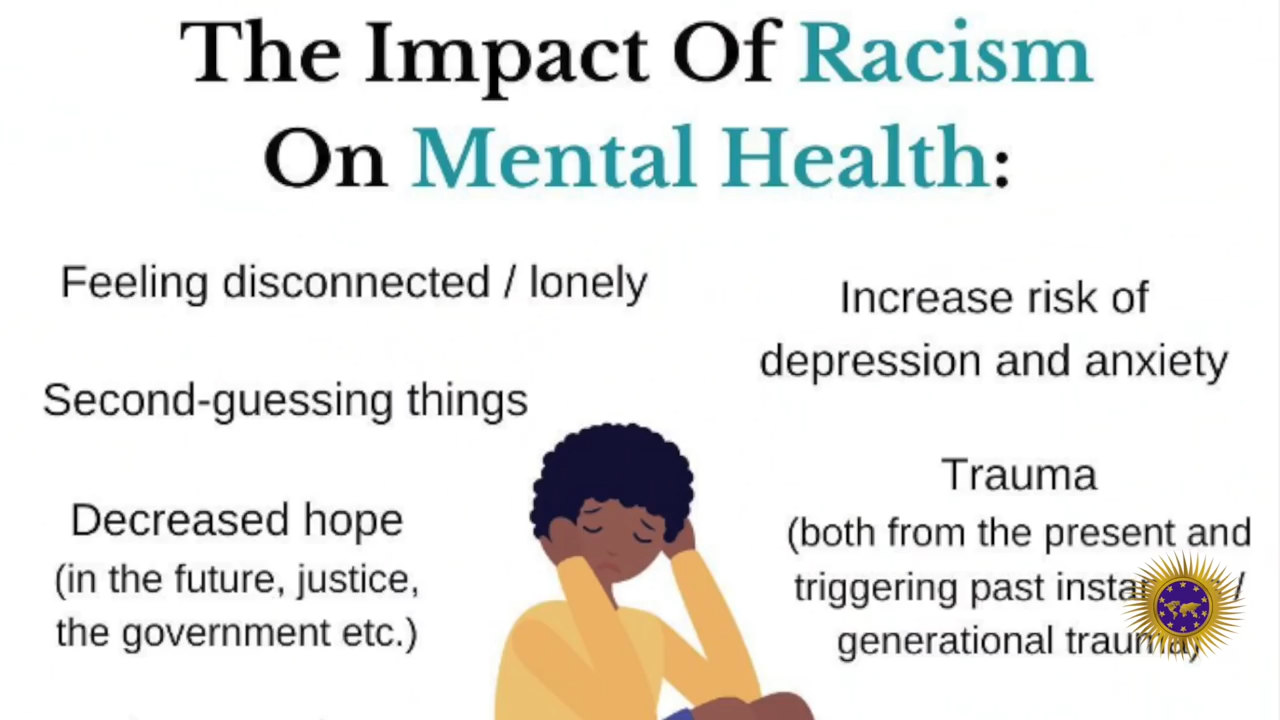 The Impact Of Racism
On Mental Health:
Feeling disconnected / lonely
Second-guessing things
Decreased hope
(in the future, justice,
the government etc.)
Increase risk of
depression and anxiety
Trauma
(both from the present and
triggering past /
generational trauma)